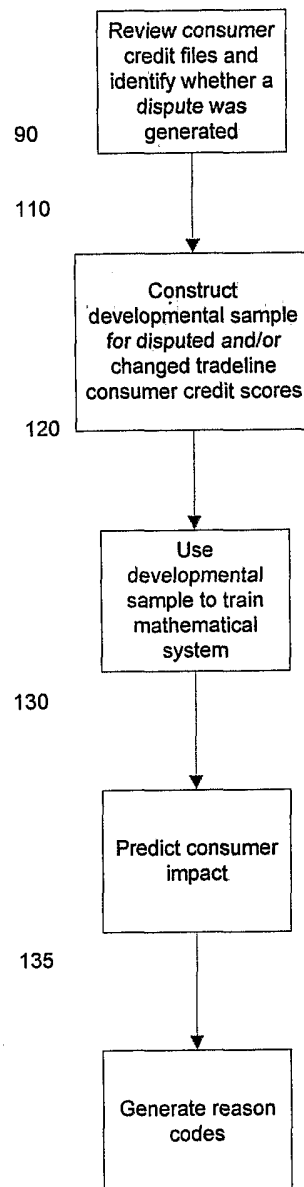 Review consumer
credit files and
identify whether a
dispute was
generated
90
110
Construct
developmental sample
for disputed and/or
changed tradeline
consumer credit scores
120
Use
developmental
sample to train
mathematical
system
130
Predict consumer
impact
135
Generate reason
codes